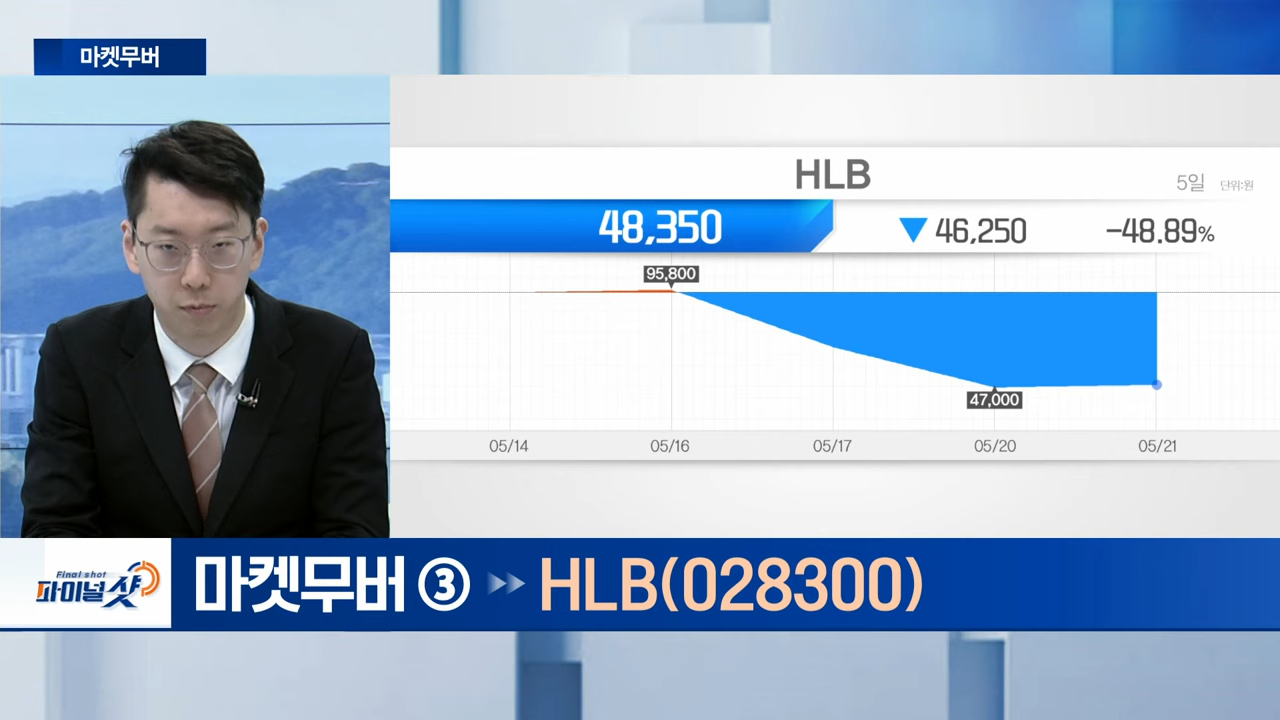 마켓무버
HLB
5일 단위:원
48,350 ▼ 46,250 -48.89%
95,800
47,000
05/14 05/16 05/17 05/20 05/21
Final shot
파이널샷
마켓무버 ③ HLB(028300)